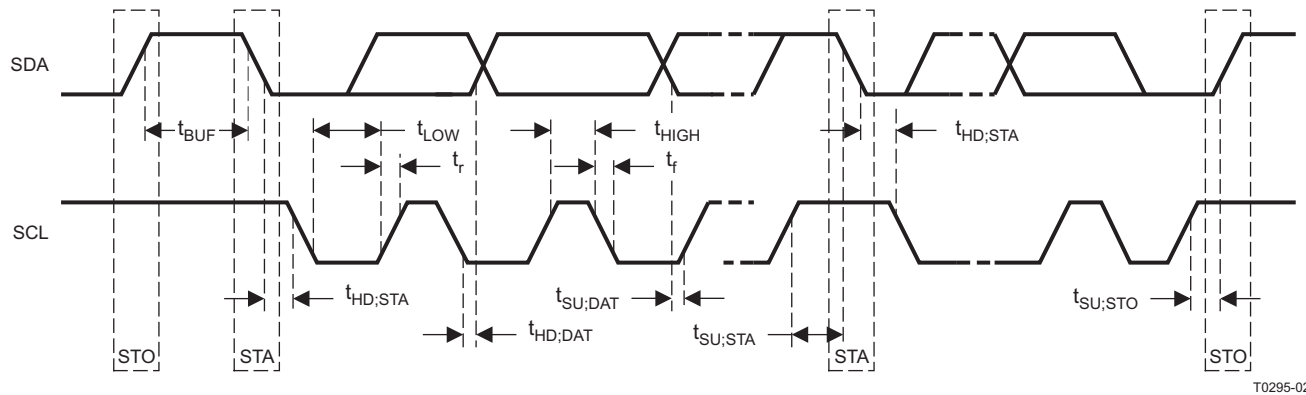 SDA
t_BUF
t_LOW
t_HIGH
t_HD;STA
t_r
t_f
SCL
t_HD;STA
t_SU;DAT
t_SU;STO
t_HD;DAT
t_SU;STA
STO
STA
STA
STO
T0295-02